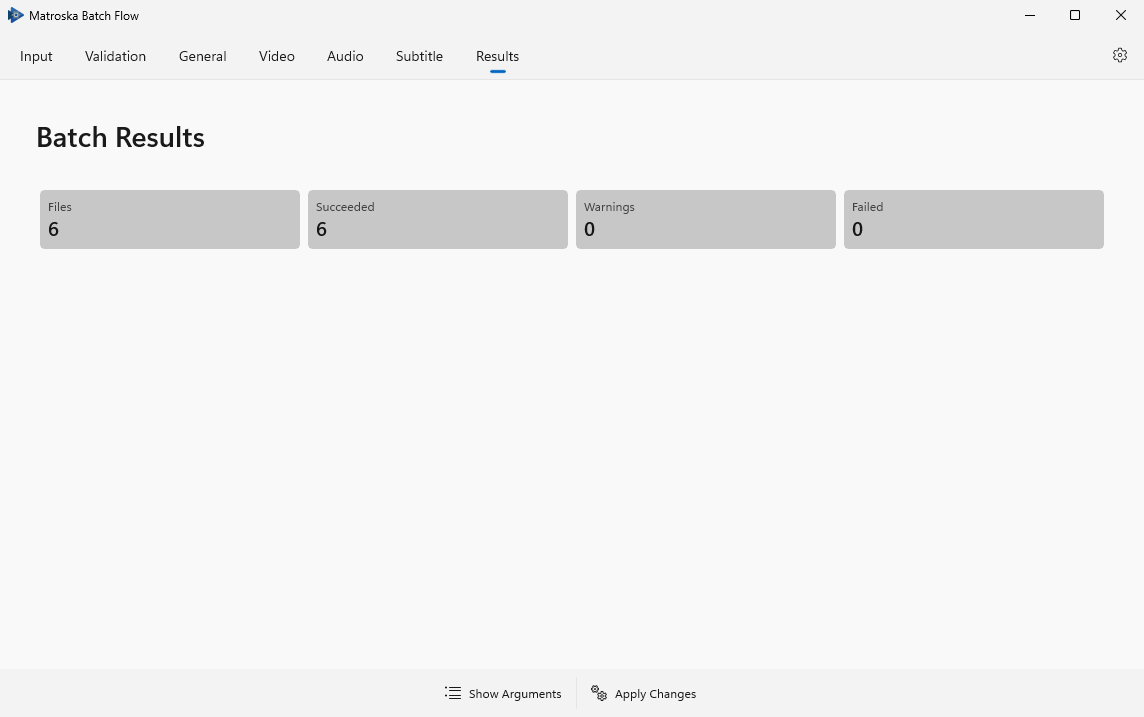 Matroska Batch Flow
Input Validation General Video Audio Subtitle Results
Batch Results
Files Succeeded Warnings Failed
6 6 0 0
Show Arguments Apply Changes